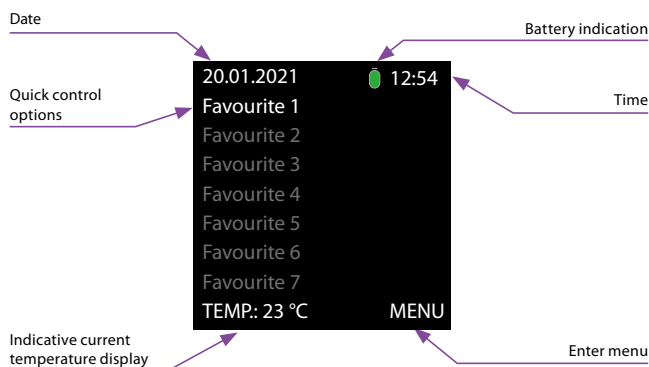 Date
Battery indication
20.01.2021 12:54
Quick control
options
Time
Favourite 1
Favourite 2
Favourite 3
Favourite 4
Favourite 5
Favourite 6
Favourite 7
TEMP.: 23 °C MENU
Indicative current
temperature display
Enter menu